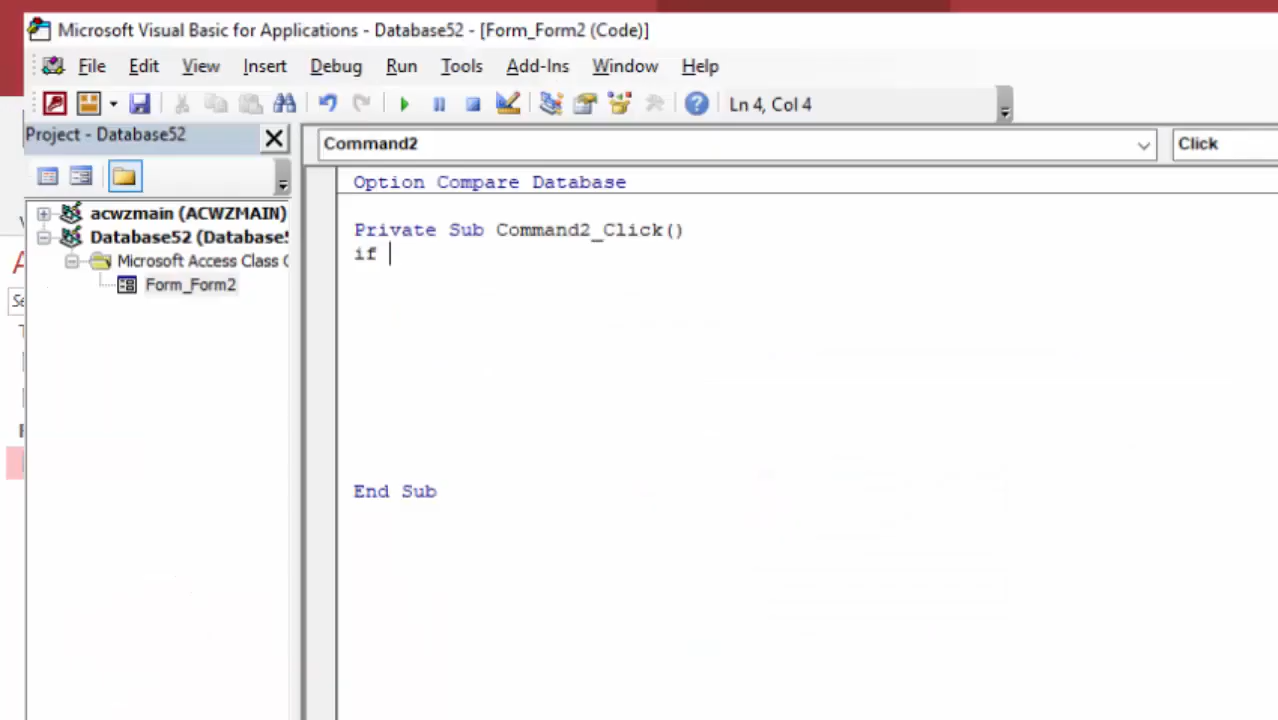 Microsoft Visual Basic for Applications - Database52 - [Form_Form2 (Code)]
File Edit View Insert Debug Run Tools Add-Ins Window Help
Ln 4, Col 4
Project - Database52
Command2 Click
acwzmain (ACWZMAIN)
Database52 (Database
Microsoft Access Class
Form_Form2
Option Compare Database
Private Sub Command2_Click()
if
End Sub